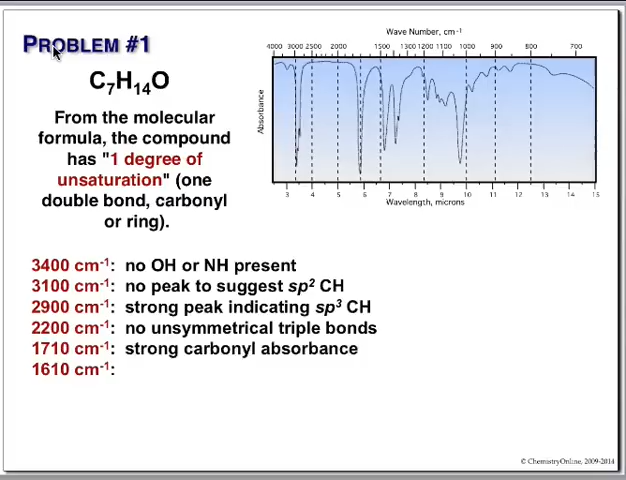 PROBLEM #1
C₇H₁₄O
From the molecular
formula, the compound
has "1 degree of
unsaturation" (one
double bond, carbonyl
or ring).
Wave Number, cm⁻¹
4000 3000 2500 2000 1500 1300 1200 1100 1000 900 800 700
Absorbance
3 4 5 6 7 8 9 10 11 12 13 14 15
Wavelength, microns
3400 cm⁻¹: no OH or NH present
3100 cm⁻¹: no peak to suggest sp² CH
2900 cm⁻¹: strong peak indicating sp³ CH
2200 cm⁻¹: no unsymmetrical triple bonds
1710 cm⁻¹: strong carbonyl absorbance
1610 cm⁻¹:
© ChemistryOnline, 2009-2014